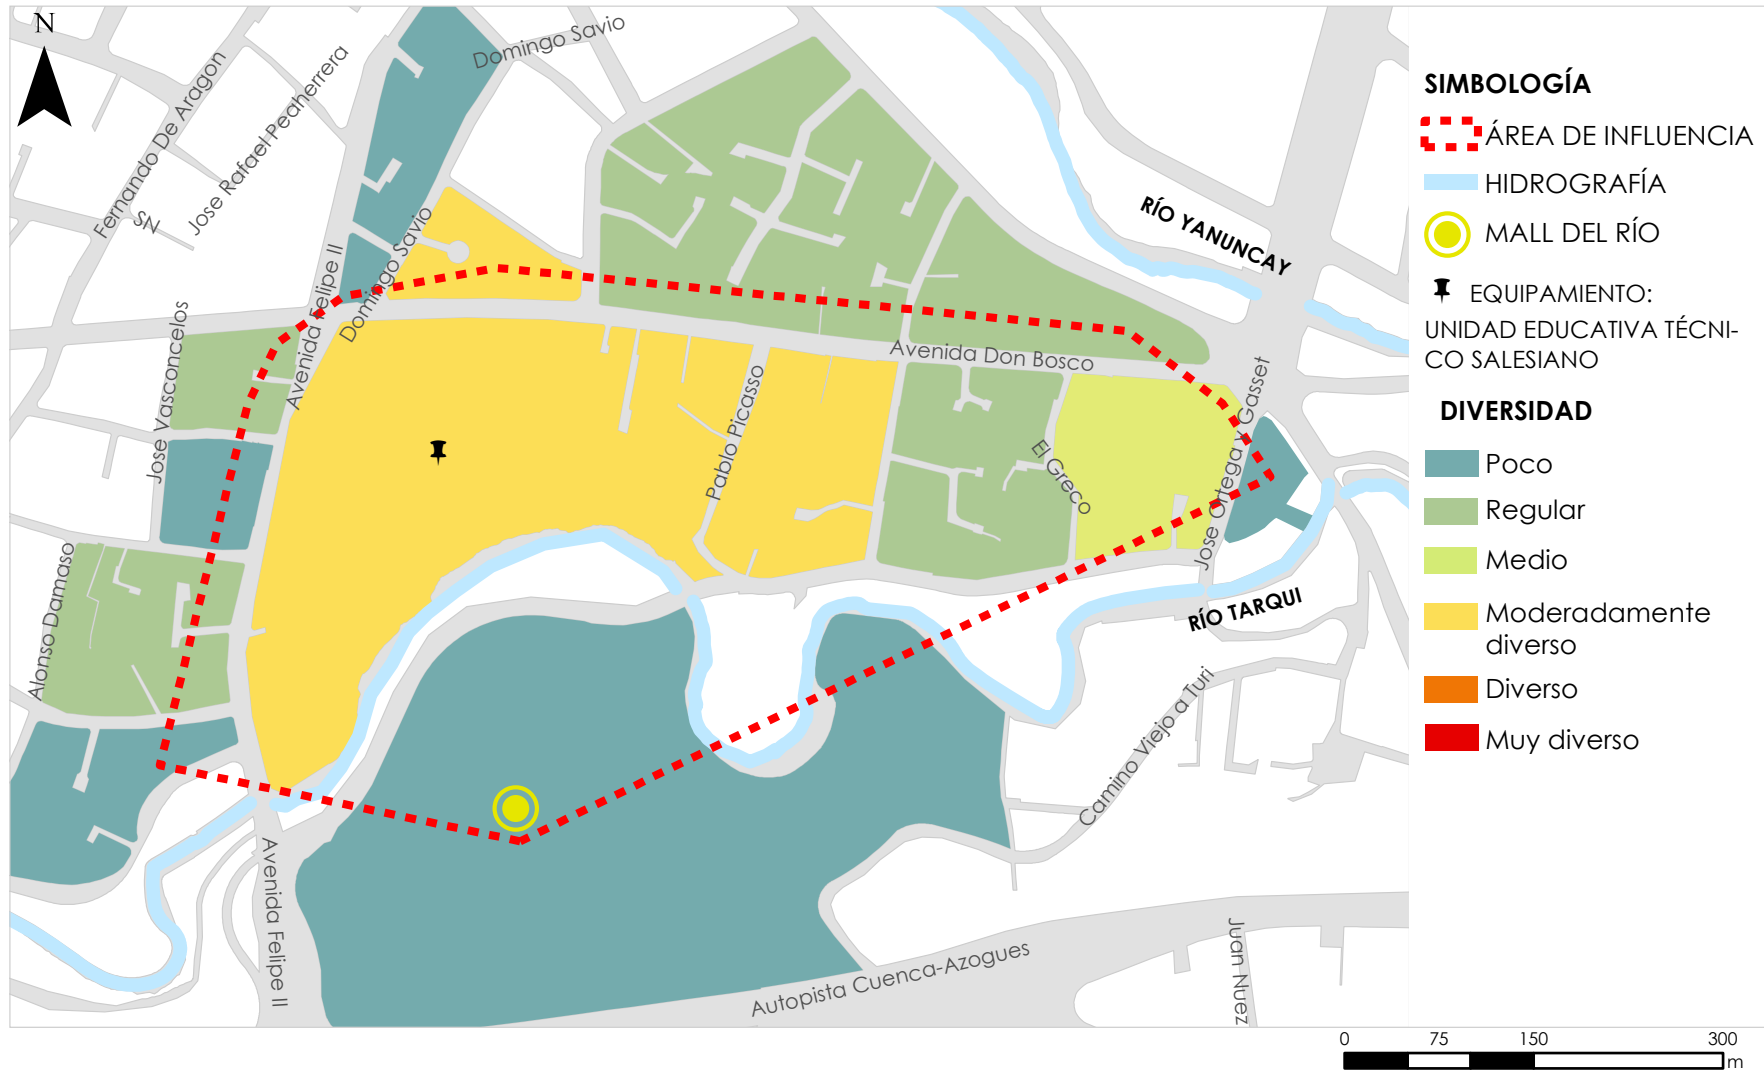 N
Domingo Savio
Fernando De Aragon
Jose Rafael Peaherrera
SN
Domingo Savio
Avenida Felipe II
Jose Vasconcelos
RÍO YANUNCAY
Avenida Don Bosco
Pablo Picasso
El Greco
Jose Ortega y Gasset
Alonso Damaso
RÍO TARQUI
Camino Viejo a Turi
Avenida Felipe II
Autopista Cuenca-Azogues
Juan Nuez
SIMBOLOGÍA
ÁREA DE INFLUENCIA
HIDROGRAFÍA
MALL DEL RÍO
EQUIPAMIENTO:
UNIDAD EDUCATIVA TÉCNI-
CO SALESIANO
DIVERSIDAD
Poco
Regular
Medio
Moderadamente
diverso
Diverso
Muy diverso
0 75 150 300
m